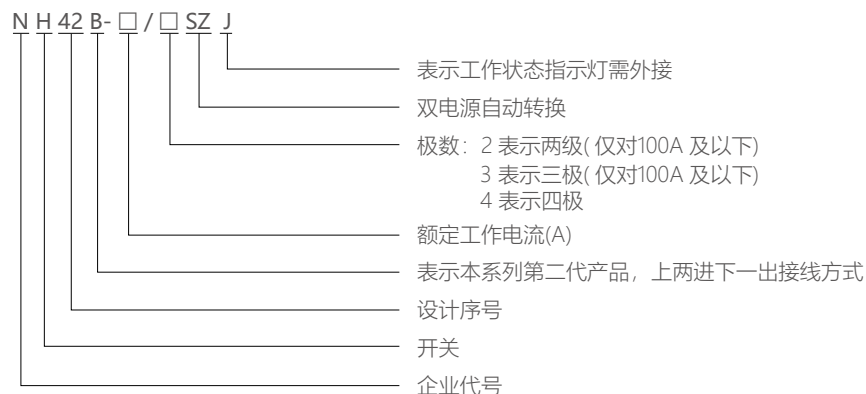 N H 42 B- □ / □ SZ J
表示工作状态指示灯需外接
双电源自动转换
极数：2 表示两级( 仅对100A 及以下)
3 表示三极( 仅对100A 及以下)
4 表示四极
额定工作电流(A)
表示本系列第二代产品，上两进下一出接线方式
设计序号
开关
企业代号